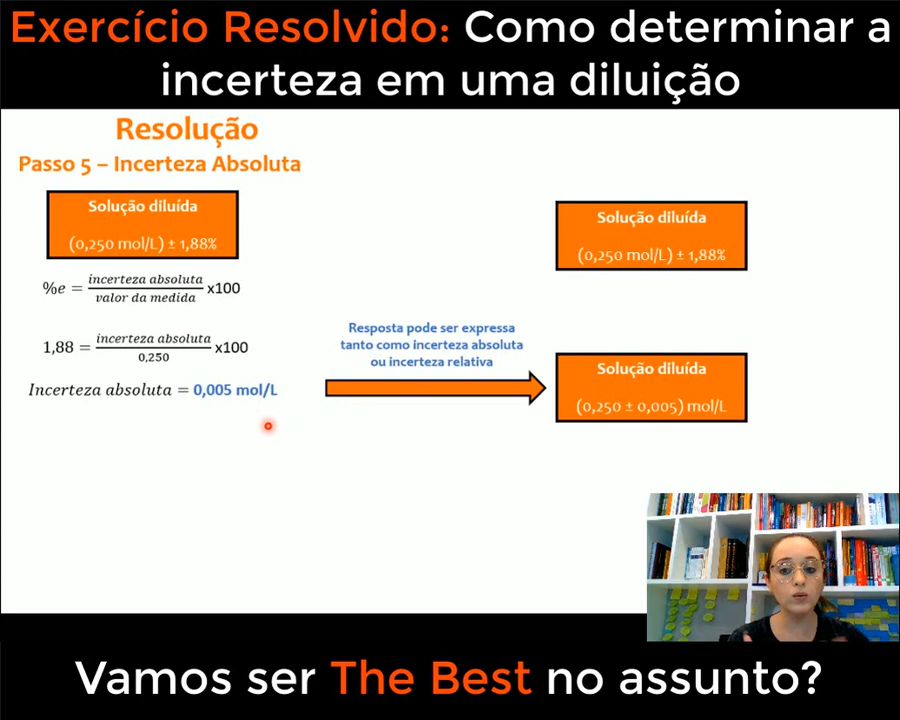 Exercício Resolvido: Como determinar a
incerteza em uma diluição
Resolução
Passo 5 – Incerteza Absoluta
Solução diluída
(0,250 mol/L) ± 1,88%
%e = incerteza absoluta / valor da medida x100
1,88 = incerteza absoluta / 0,250 x100
Incerteza absoluta = 0,005 mol/L
Resposta pode ser expressa
tanto como incerteza absoluta
ou incerteza relativa
Solução diluída
(0,250 mol/L) ± 1,88%
Solução diluída
(0,250 ± 0,005) mol/L
Vamos ser The Best no assunto?